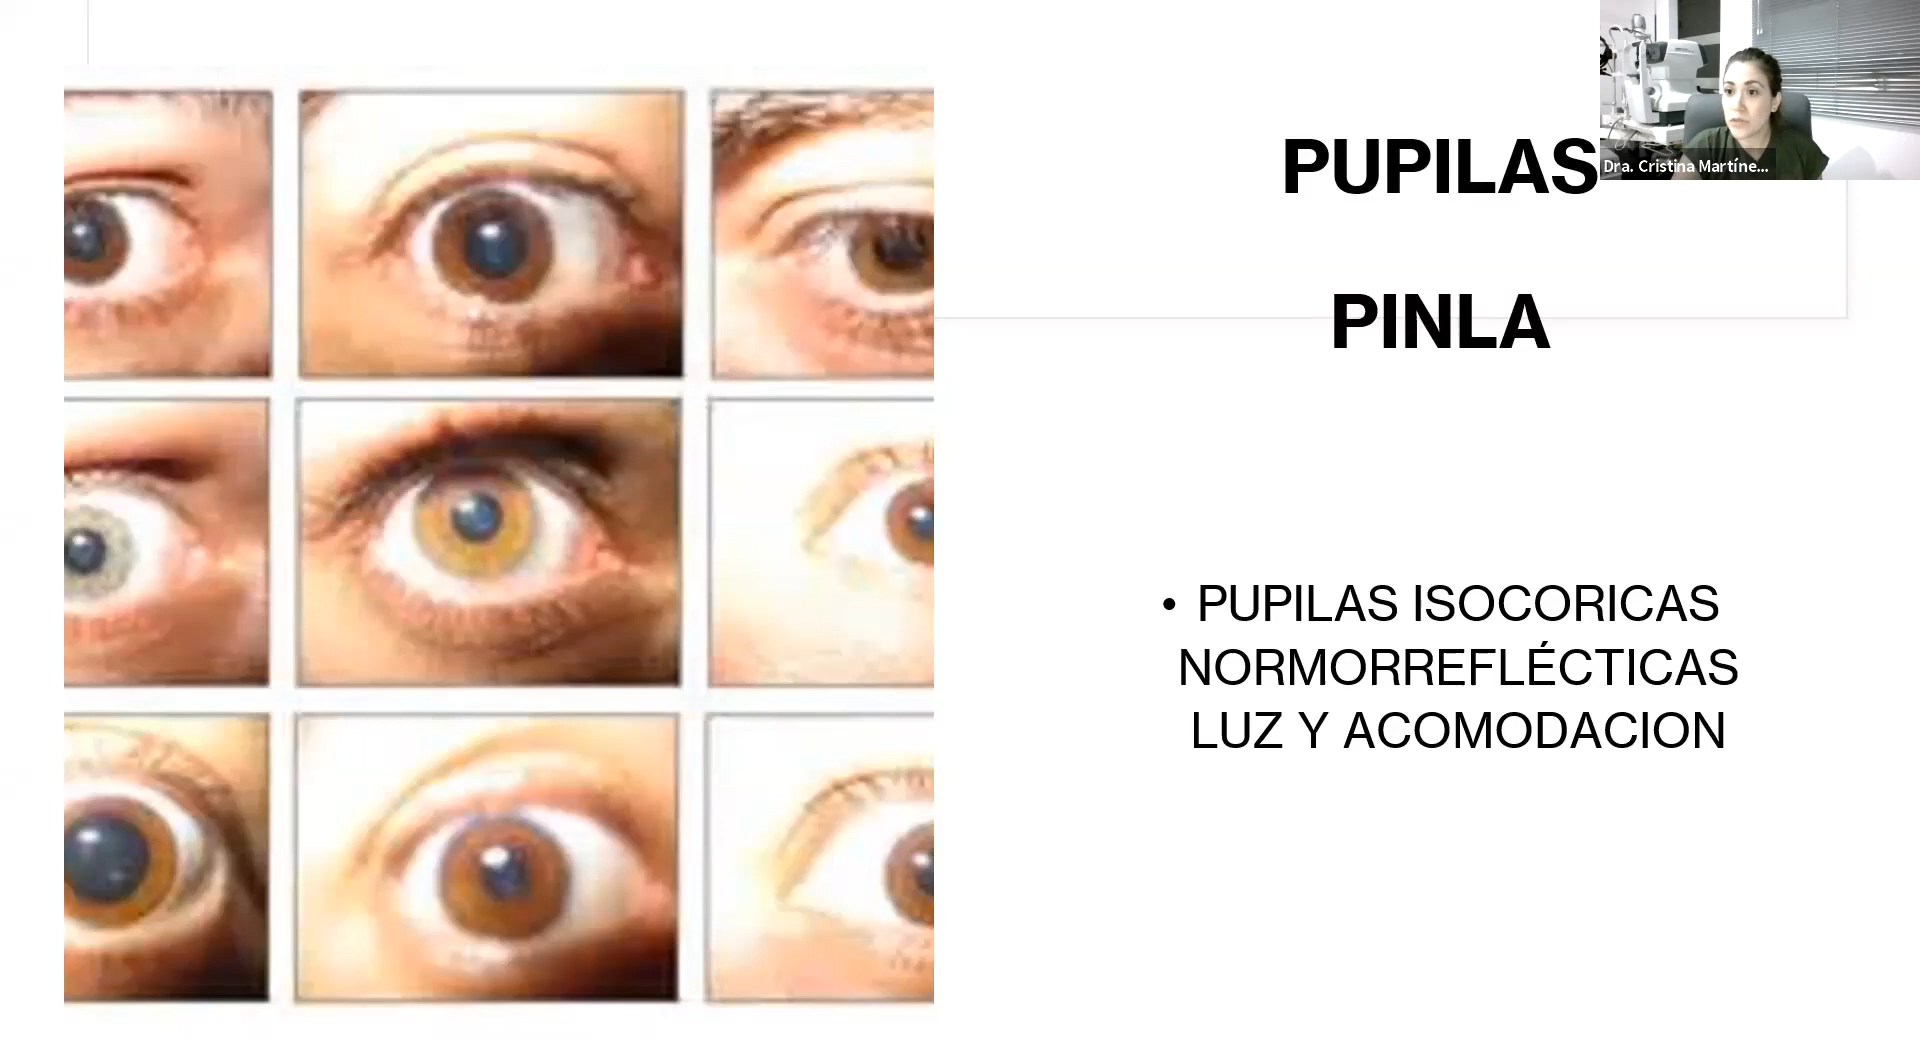 PUPILAS
PINLA
Dra. Cristina Martíne...
• PUPILAS ISOCORICAS
NORMORREFLÉCTICAS
LUZ Y ACOMODACION